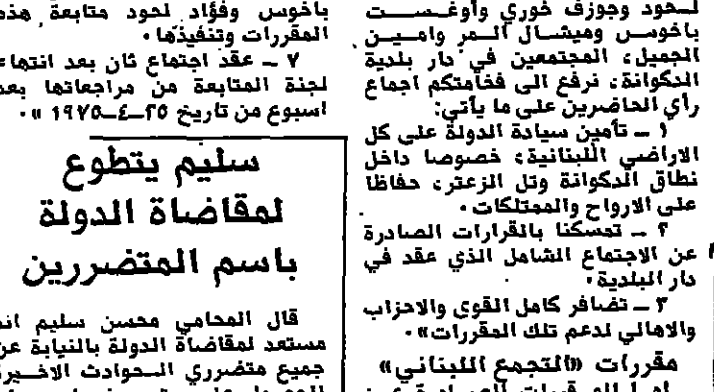 لحود وجوزف خوري واوغست
باخوس وميشال المر وامين
الجميل، المجتمعين في دار بلدية
الدكوانة، نرفع الى فخامتكم اجماع
رأي الحاضرين على ما يأتي:
١ ـ تأمين سيادة الدولة على كل
الاراضي اللبنانية، خصوصا داخل
نطاق الدكوانة وتل الزعتر، حفاظا
على الارواح والممتلكات.
٢ ـ تمسكنا بالقرارات الصادرة
عن الاجتماع الشامل الذي عقد في
دار البلدية.
٣ ـ تضافر كامل القوى والاحزاب
والاهالي لدعم تلك المقررات».
مقررات «التجمع اللبناني»
باخوس وفؤاد لحود متابعة هذه
المقررات وتنفيذها.
٧ ـ عقد اجتماع ثان بعد انتهاء
لجنة المتابعة من مراجعاتها بعد
اسبوع من تاريخ ٢٥-٤-١٩٧٥ ».
سليم يتطوع
لمقاضاة الدولة
باسم المتضررين
قال المحامي محسن سليم انه
مستعد لمقاضاة الدولة بالنيابة عن
جميع متضرري الحوادث الاخيرة